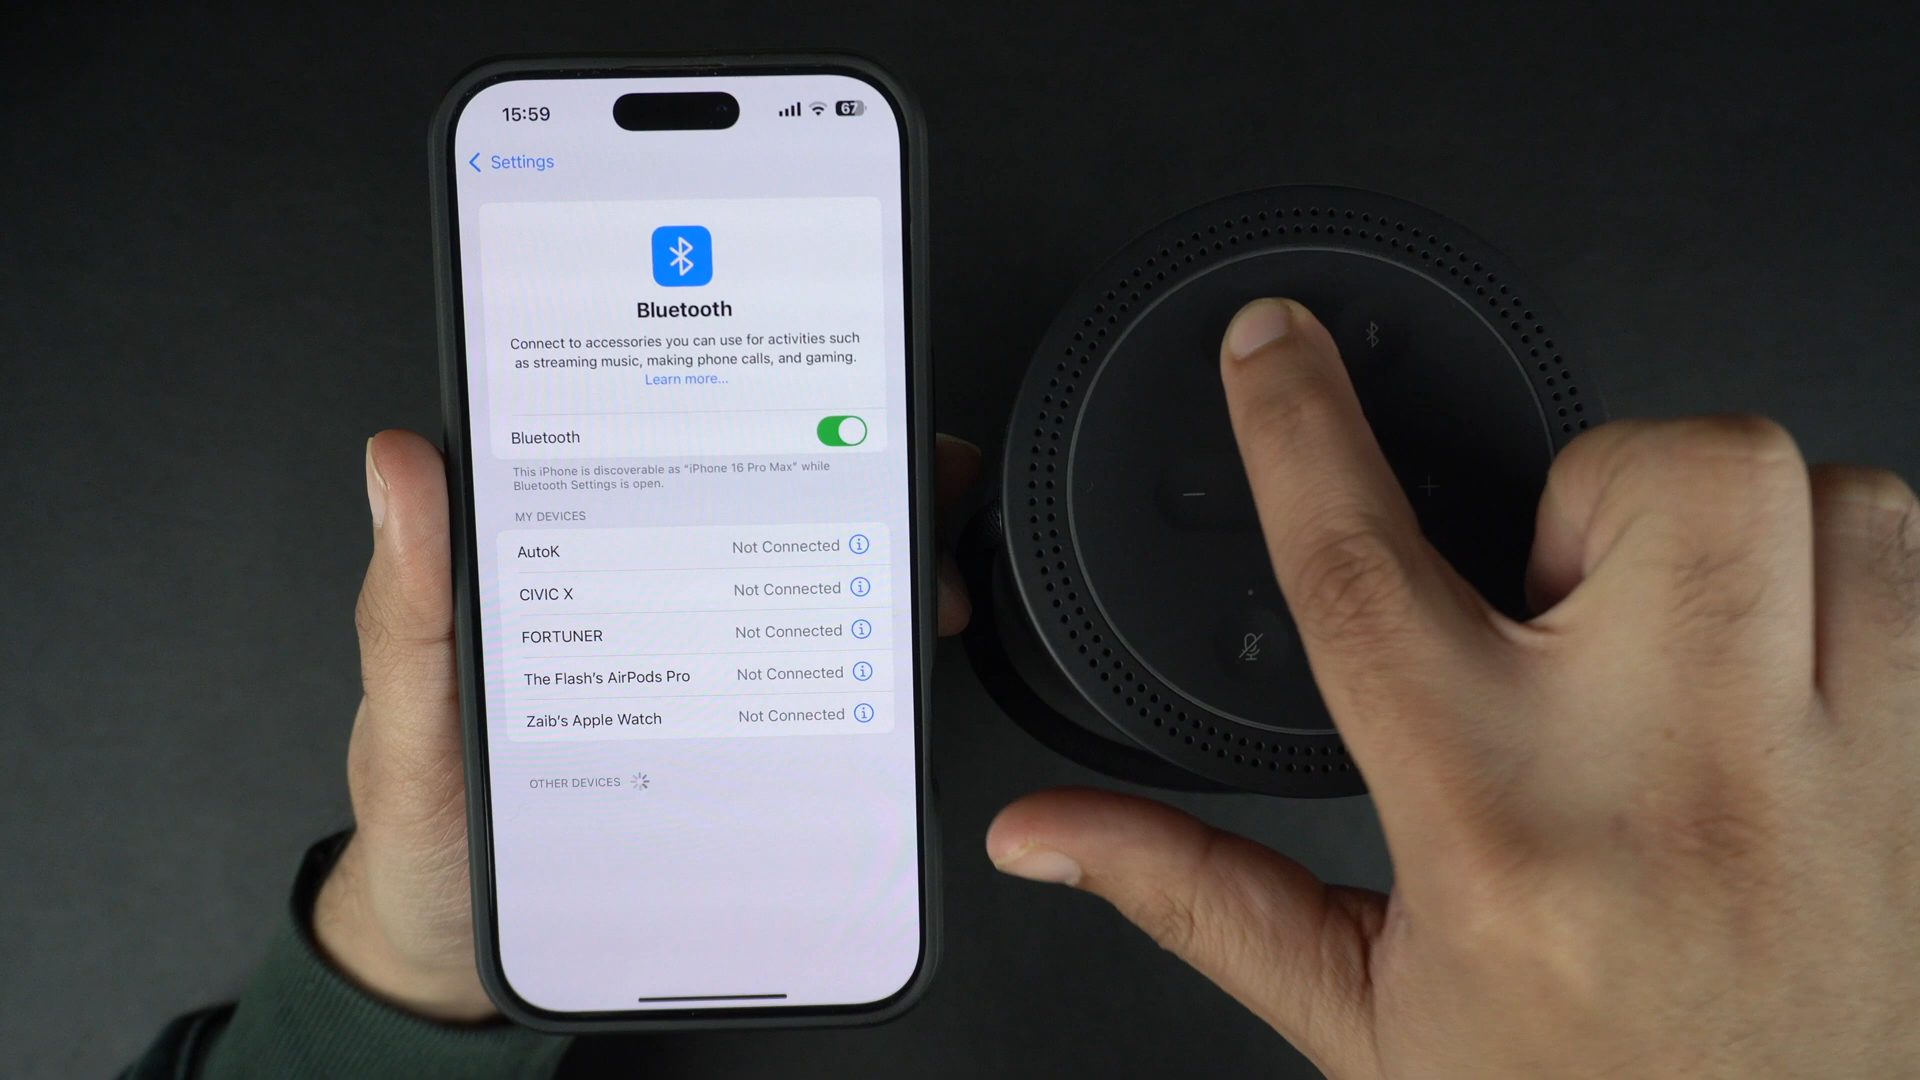 15:59
67
Settings
Bluetooth
Connect to accessories you can use for activities such
as streaming music, making phone calls, and gaming.
Learn more...
Bluetooth
This iPhone is discoverable as “iPhone 16 Pro Max” while
Bluetooth Settings is open.
MY DEVICES
AutoK Not Connected
CIVIC X Not Connected
FORTUNER Not Connected
The Flash’s AirPods Pro Not Connected
Zaib’s Apple Watch Not Connected
OTHER DEVICES